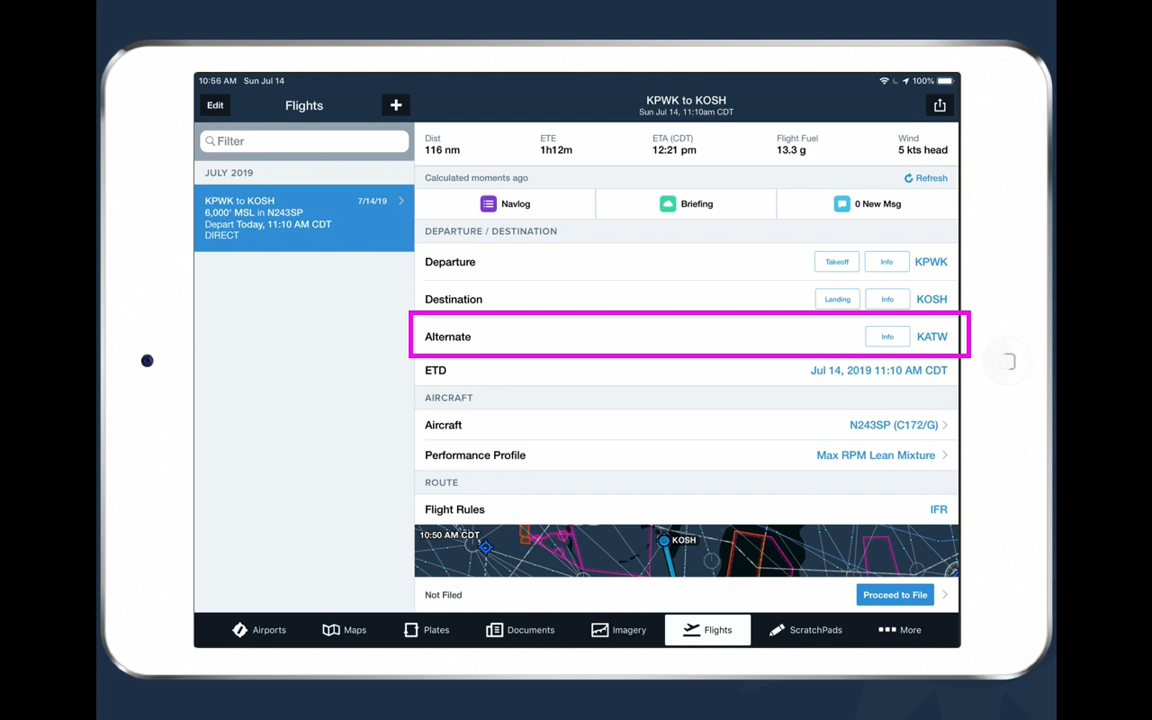 10:56 AM Sun Jul 14
100%
Edit
Flights
+
KPWK to KOSH
Sun Jul 14, 11:10am CDT
Filter
JULY 2019
KPWK to KOSH 7/14/19
6,000' MSL in N243SP
Depart Today, 11:10 AM CDT
DIRECT
Dist ETE ETA (CDT) Flight Fuel Wind
116 nm 1h12m 12:21 pm 13.3 g 5 kts head
Calculated moments ago Refresh
Navlog Briefing 0 New Msg
DEPARTURE / DESTINATION
Departure Takeoff Info KPWK
Destination Landing Info KOSH
Alternate Info KATW
ETD Jul 14, 2019 11:10 AM CDT
AIRCRAFT
Aircraft N243SP (C172/G)
Performance Profile Max RPM Lean Mixture
ROUTE
Flight Rules IFR
10:50 AM CDT KOSH
Not Filed Proceed to File
Airports Maps Plates Documents Imagery Flights ScratchPads More